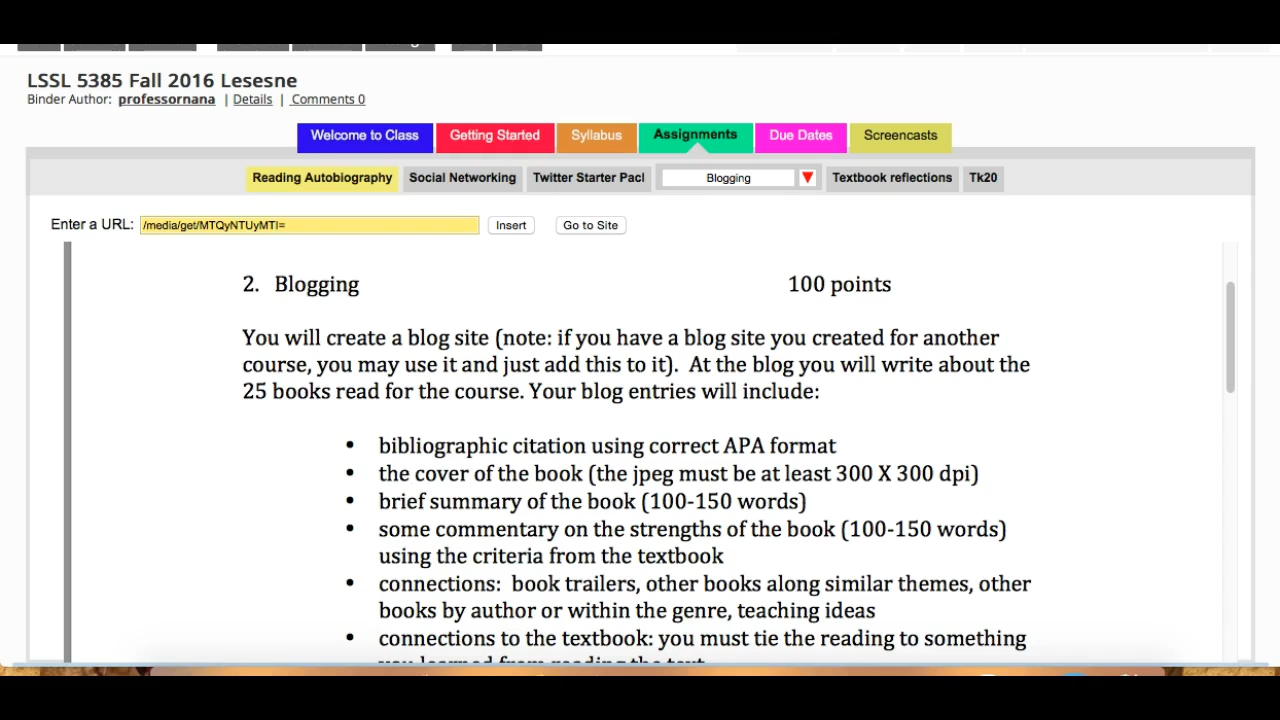 LSSL 5385 Fall 2016 Lesesne
Binder Author: professornana | Details | Comments 0
Welcome to Class Getting Started Syllabus Assignments Due Dates Screencasts
Reading Autobiography Social Networking Twitter Starter Pacl Blogging Textbook reflections Tk20
Enter a URL: /media/get/MTQyNTUyMTI= Insert Go to Site
2. Blogging 100 points
You will create a blog site (note: if you have a blog site you created for another
course, you may use it and just add this to it). At the blog you will write about the
25 books read for the course. Your blog entries will include:
• bibliographic citation using correct APA format
• the cover of the book (the jpeg must be at least 300 X 300 dpi)
• brief summary of the book (100-150 words)
• some commentary on the strengths of the book (100-150 words)
using the criteria from the textbook
• connections: book trailers, other books along similar themes, other
books by author or within the genre, teaching ideas
• connections to the textbook: you must tie the reading to something
you learned from reading the text